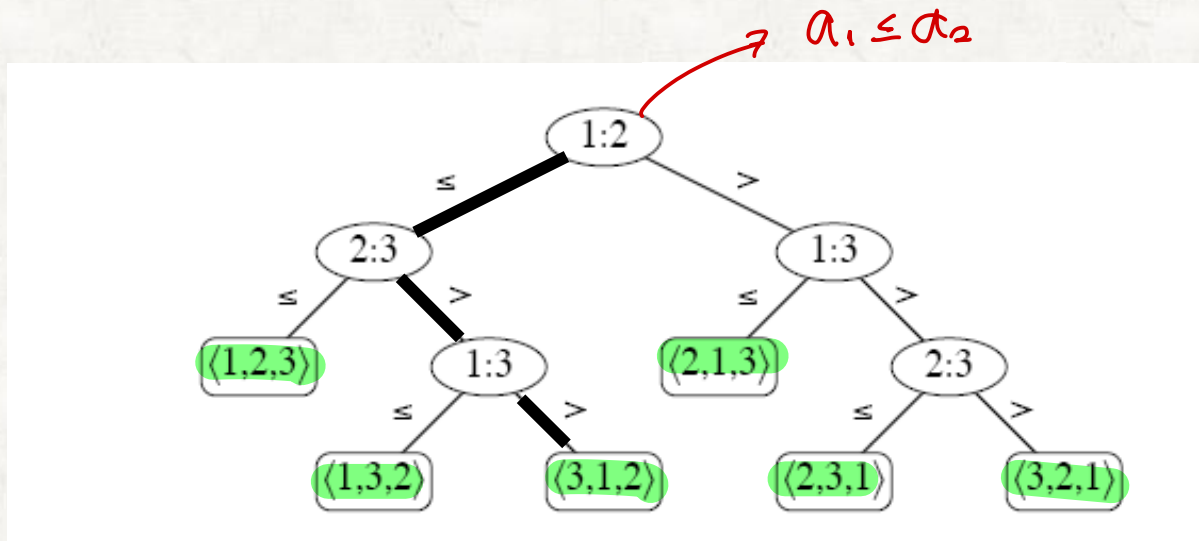 a₁ ≤ a₂
1:2
≤ >
2:3 1:3
≤ > ≤ >
⟨1,2,3⟩ 1:3 ⟨2,1,3⟩ 2:3
≤ > ≤ >
⟨1,3,2⟩ ⟨3,1,2⟩ ⟨2,3,1⟩ ⟨3,2,1⟩